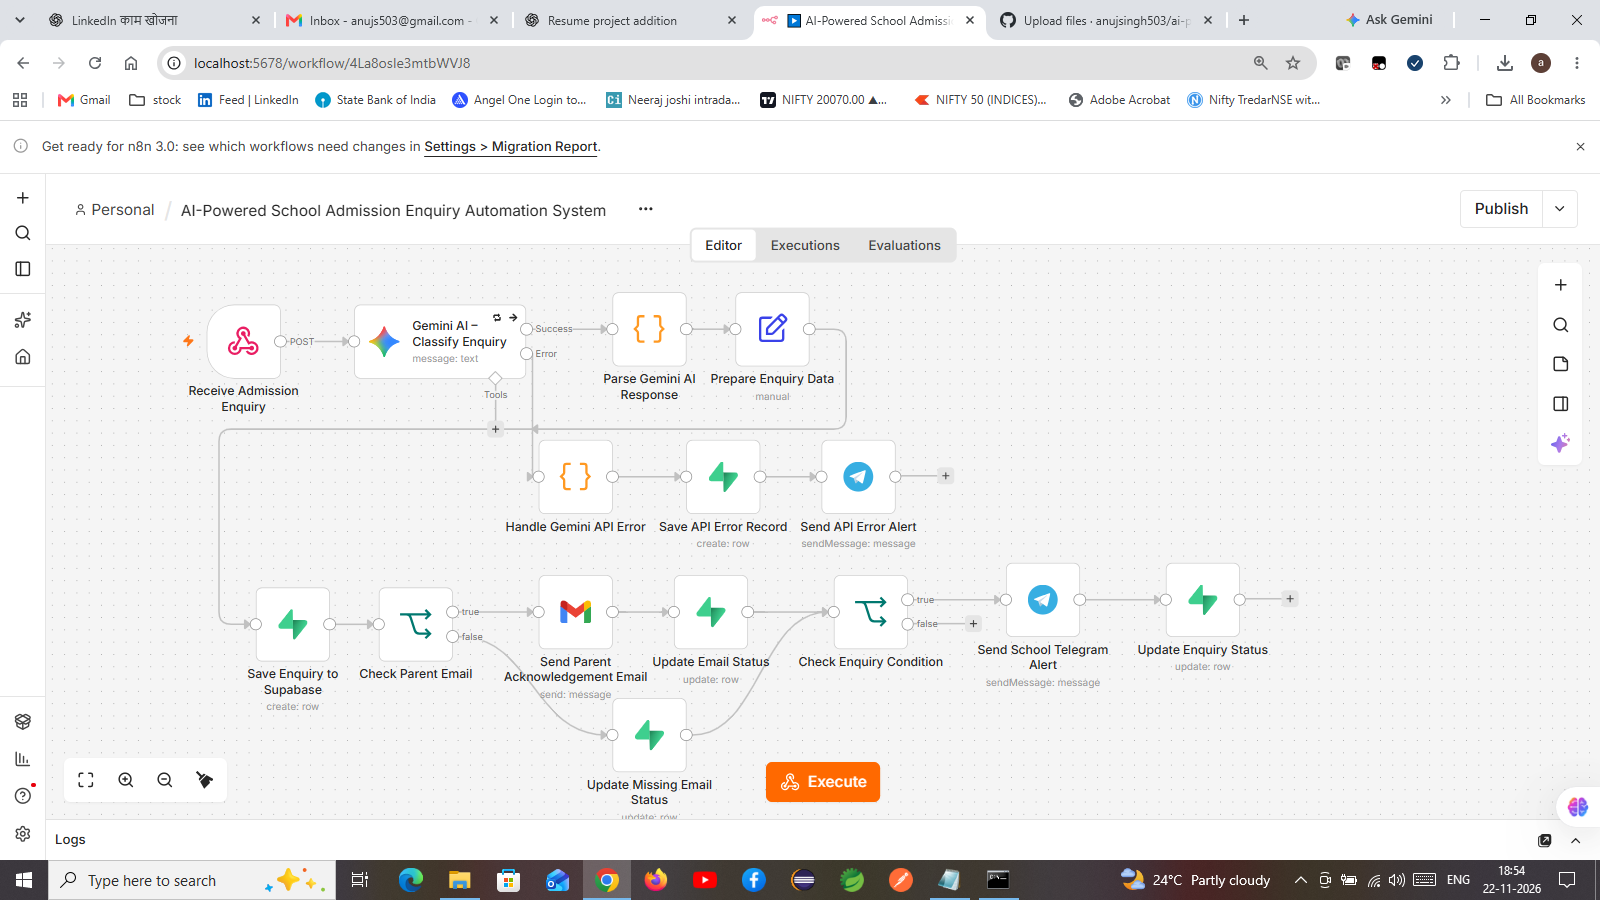 LinkedIn काम खोजना
Inbox - anujs503@gmail.com -
Resume project addition
AI-Powered School Admissi
Upload files · anujsingh503/ai-p
Ask Gemini
localhost:5678/workflow/4La8osIe3mtbWVJ8
a
Gmail
stock
Feed | LinkedIn
State Bank of India
Angel One Login to...
Neeraj joshi intrada...
NIFTY 20070.00 ▲...
NIFTY 50 (INDICES)...
Adobe Acrobat
Nifty TredarNSE wit...
All Bookmarks
Get ready for n8n 3.0: see which workflows need changes in Settings > Migration Report.
Personal / AI-Powered School Admission Enquiry Automation System
Publish
Editor
Executions
Evaluations
Receive Admission
Enquiry
POST
Gemini AI –
Classify Enquiry
message: text
Success
Error
Tools
Parse Gemini AI
Response
Prepare Enquiry Data
manual
Handle Gemini API Error
Save API Error Record
create: row
Send API Error Alert
sendMessage: message
Save Enquiry to
Supabase
create: row
Check Parent Email
true
false
Send Parent
Acknowledgement Email
send: message
Update Email Status
update: row
Check Enquiry Condition
true
false
Send School Telegram
Alert
sendMessage: message
Update Enquiry Status
update: row
Update Missing Email
Status
update: row
Execute
Logs
Type here to search
24°C Partly cloudy
ENG
18:54
22-11-2026